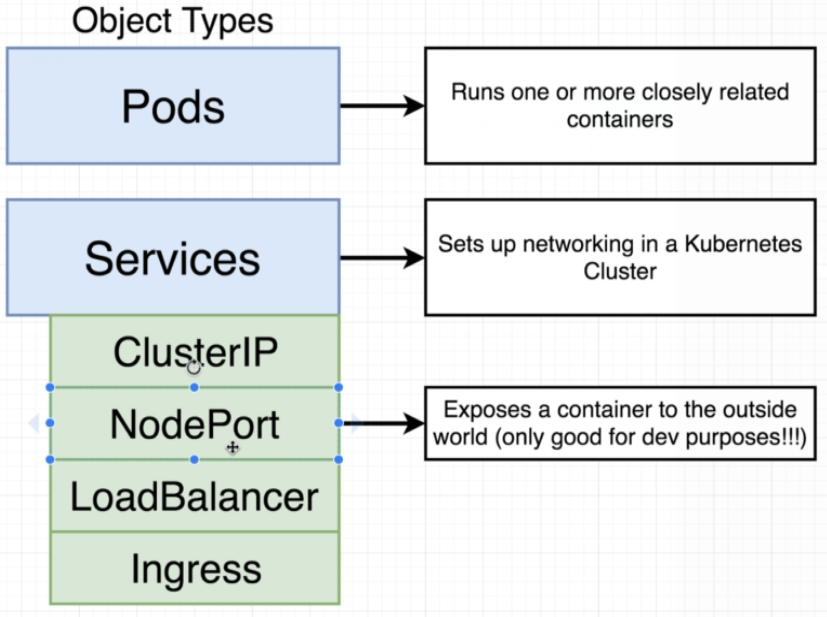 Object Types
Pods
Runs one or more closely related
containers
Services
Sets up networking in a Kubernetes
Cluster
ClusterIP
NodePort
Exposes a container to the outside
world (only good for dev purposes!!!)
LoadBalancer
Ingress